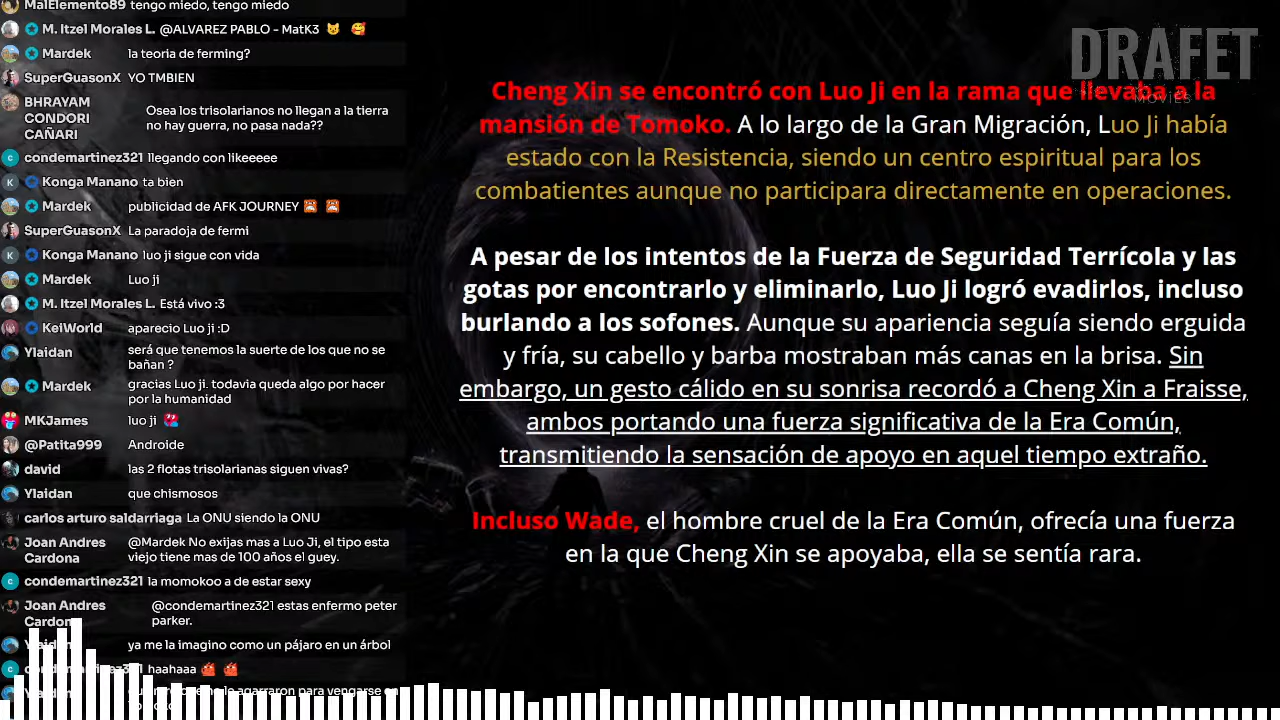 MalElemento89 tengo miedo, tengo miedo
M. Itzel Morales L. @ALVAREZ PABLO - MatK3
Mardek la teoria de ferming?
SuperGuasonX YO TMBIEN
BHRAYAM
CONDORI
CAÑARI
Osea los trisolarianos no llegan a la tierra
no hay guerra, no pasa nada??
condemartinez321 llegando con likeeeee
K Konga Manano ta bien
Mardek publicidad de AFK JOURNEY
SuperGuasonX La paradoja de fermi
K Konga Manano luo ji sigue con vida
Mardek Luo ji
M. Itzel Morales L. Está vivo :3
KeiWorld aparecio Luo ji :D
Ylaidan será que tenemos la suerte de los que no se
bañan ?
Mardek gracias Luo ji. todavia queda algo por hacer
por la humanidad
MKJames luo ji
@Patita999 Androide
david las 2 flotas trisolarianas siguen vivas?
Ylaidan que chismosos
carlos arturo saldarriaga La ONU siendo la ONU
Joan Andres
Cardona
@Mardek No exijas mas a Luo Ji, el tipo esta
viejo tiene mas de 100 años el guey.
condemartinez321 la momokoo a de estar sexy
Joan Andres
Cardona
@condemartinez321 estas enfermo peter
parker.
Ylaidan ya me la imagino como un pájaro en un árbol
condemartinez321 haahaaa
Ylaidan agarraron para vengarse
DRAFET
MOVIES
Cheng Xin se encontró con Luo Ji en la rama que llevaba a la
mansión de Tomoko. A lo largo de la Gran Migración, Luo Ji había
estado con la Resistencia, siendo un centro espiritual para los
combatientes aunque no participara directamente en operaciones.
A pesar de los intentos de la Fuerza de Seguridad Terrícola y las
gotas por encontrarlo y eliminarlo, Luo Ji logró evadirlos, incluso
burlando a los sofones. Aunque su apariencia seguía siendo erguida
y fría, su cabello y barba mostraban más canas en la brisa. Sin
embargo, un gesto cálido en su sonrisa recordó a Cheng Xin a Fraisse,
ambos portando una fuerza significativa de la Era Común,
transmitiendo la sensación de apoyo en aquel tiempo extraño.
Incluso Wade, el hombre cruel de la Era Común, ofrecía una fuerza
en la que Cheng Xin se apoyaba, ella se sentía rara.